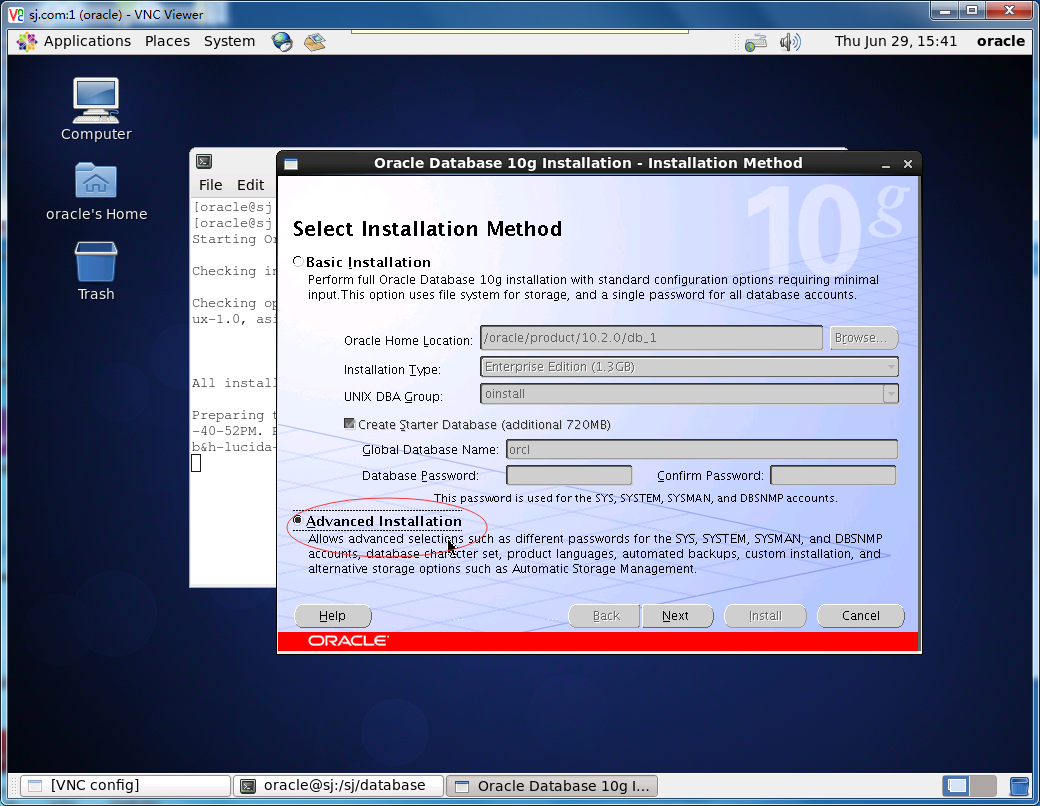 sj.com:1 (oracle) - VNC Viewer
Applications Places System
Thu Jun 29, 15:41 oracle
Computer
oracle's Home
Trash
File Edit
[oracle@sj
[oracle@sj
Starting Or
Checking in
Checking op
ux-1.0, asi
All install
Preparing t
-40-52PM. P
b&h-lucida-
Oracle Database 10g Installation - Installation Method
10g
Select Installation Method
Basic Installation
Perform full Oracle Database 10g installation with standard configuration options requiring minimal
input.This option uses file system for storage, and a single password for all database accounts.
Oracle Home Location: /oracle/product/10.2.0/db_1 Browse...
Installation Type: Enterprise Edition (1.3GB)
UNIX DBA Group: oinstall
Create Starter Database (additional 720MB)
Global Database Name: orcl
Database Password: Confirm Password:
This password is used for the SYS, SYSTEM, SYSMAN, and DBSNMP accounts.
Advanced Installation
Allows advanced selections such as different passwords for the SYS, SYSTEM, SYSMAN, and DBSNMP
accounts, database character set, product languages, automated backups, custom installation, and
alternative storage options such as Automatic Storage Management.
Help Back Next Install Cancel
ORACLE
[VNC config] oracle@sj:/sj/database Oracle Database 10g I...